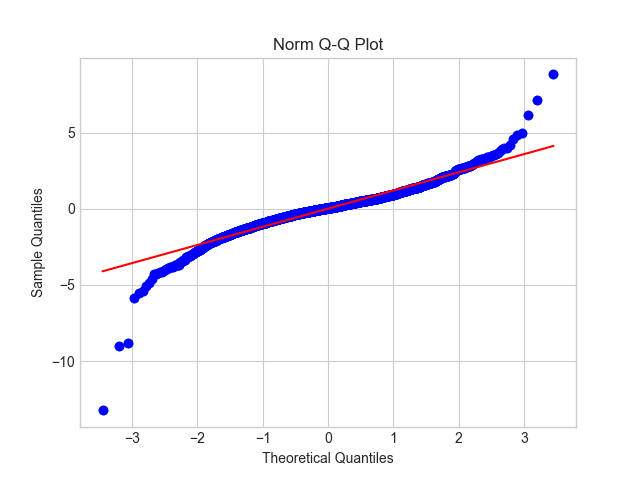 Norm Q-Q Plot
Sample Quantiles
5
0
−5
−10
−3 −2 −1 0 1 2 3
Theoretical Quantiles